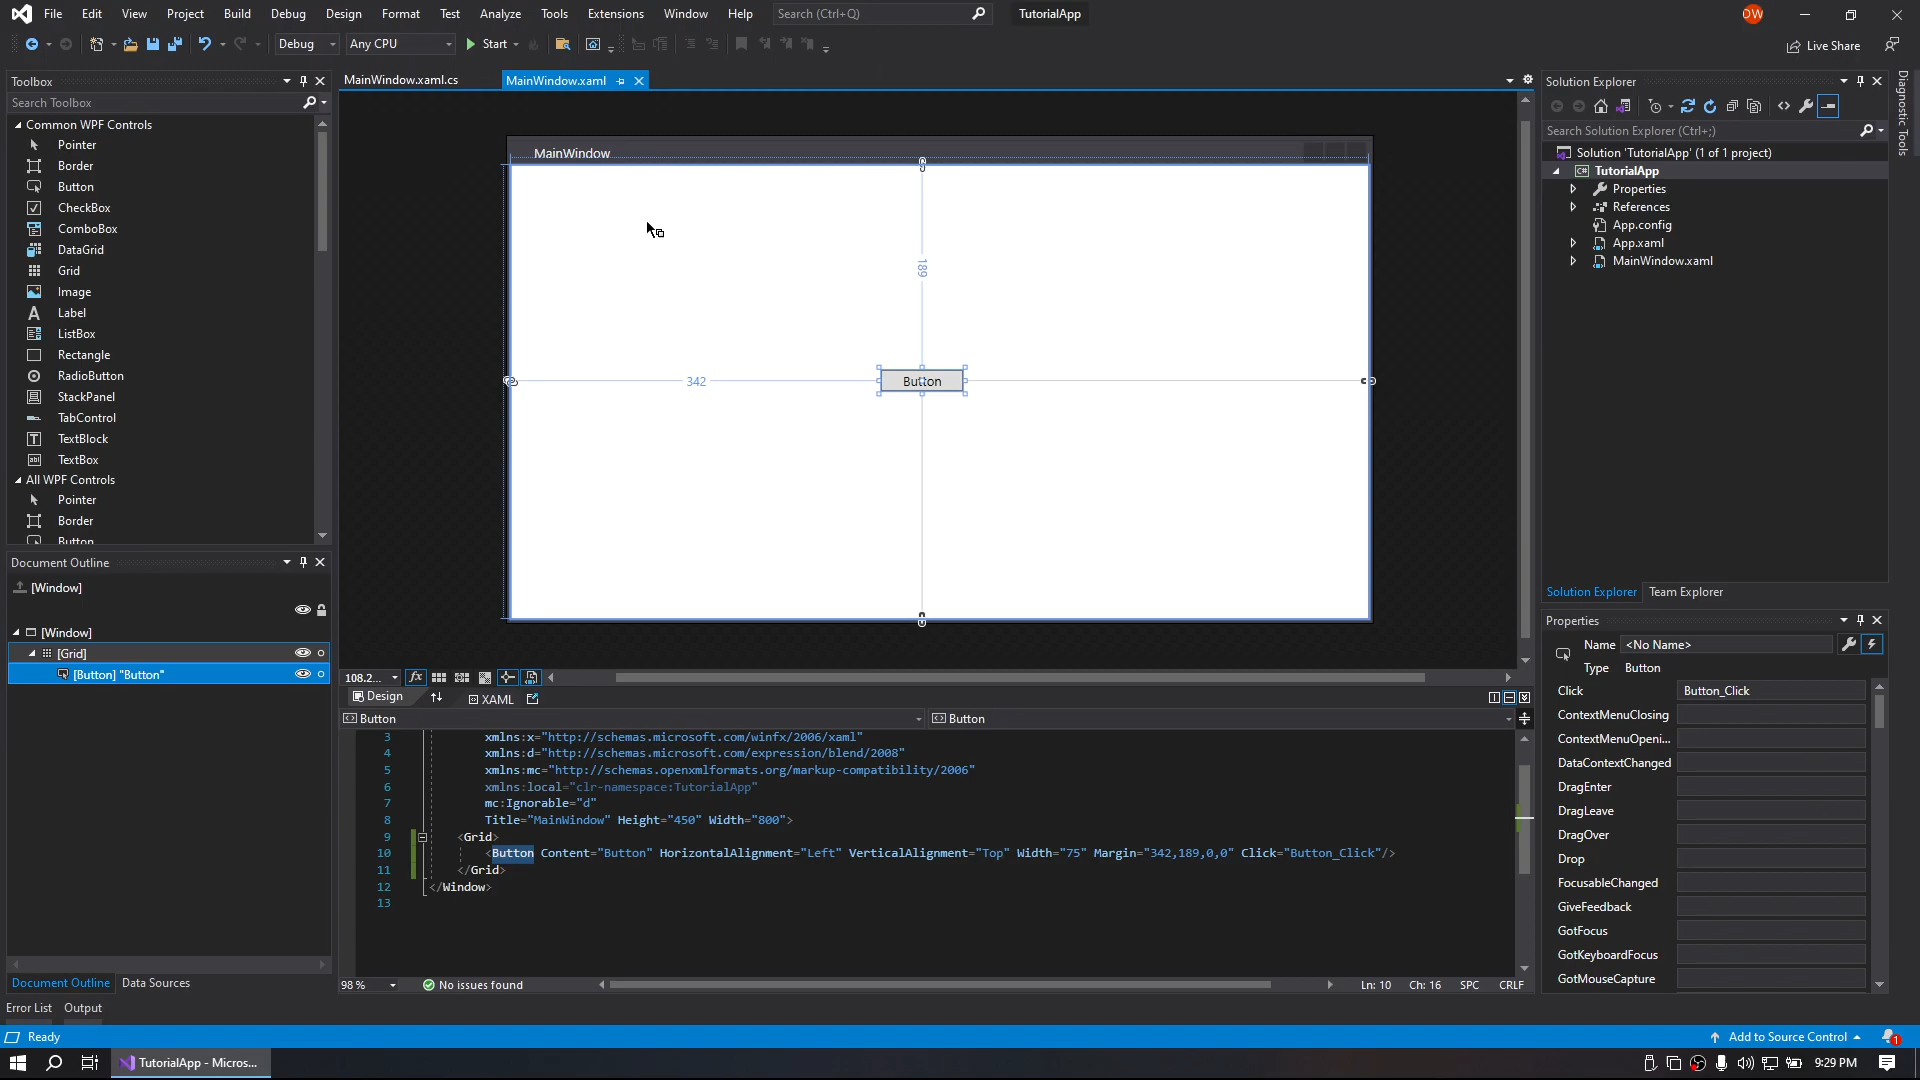 File Edit View Project Build Debug Design Format Test Analyze Tools Extensions Window Help Search (Ctrl+Q) TutorialApp DW
Debug Any CPU Start Live Share
Toolbox
Search Toolbox
Common WPF Controls
Pointer
Border
Button
CheckBox
ComboBox
DataGrid
Grid
Image
Label
ListBox
Rectangle
RadioButton
StackPanel
TabControl
TextBlock
TextBox
All WPF Controls
Pointer
Border
Button
Document Outline
[Window]
[Window]
[Grid]
[Button] "Button"
Document Outline Data Sources
Error List Output
MainWindow.xaml.cs MainWindow.xaml
MainWindow
189
342
Button
108.2...
Design XAML
Button Button
3 xmlns:x="http://schemas.microsoft.com/winfx/2006/xaml"
4 xmlns:d="http://schemas.microsoft.com/expression/blend/2008"
5 xmlns:mc="http://schemas.openxmlformats.org/markup-compatibility/2006"
6 xmlns:local="clr-namespace:TutorialApp"
7 mc:Ignorable="d"
8 Title="MainWindow" Height="450" Width="800">
9 <Grid>
10 <Button Content="Button" HorizontalAlignment="Left" VerticalAlignment="Top" Width="75" Margin="342,189,0,0" Click="Button_Click"/>
11 </Grid>
12 </Window>
13
98 % No issues found Ln: 10 Ch: 16 SPC CRLF
Solution Explorer
Search Solution Explorer (Ctrl+;)
Solution 'TutorialApp' (1 of 1 project)
C# TutorialApp
Properties
References
App.config
App.xaml
MainWindow.xaml
Solution Explorer Team Explorer
Diagnostic Tools
Properties
Name <No Name>
Type Button
Click Button_Click
ContextMenuClosing
ContextMenuOpeni...
DataContextChanged
DragEnter
DragLeave
DragOver
Drop
FocusableChanged
GiveFeedback
GotFocus
GotKeyboardFocus
GotMouseCapture
Ready Add to Source Control 1
TutorialApp - Micros... 9:29 PM